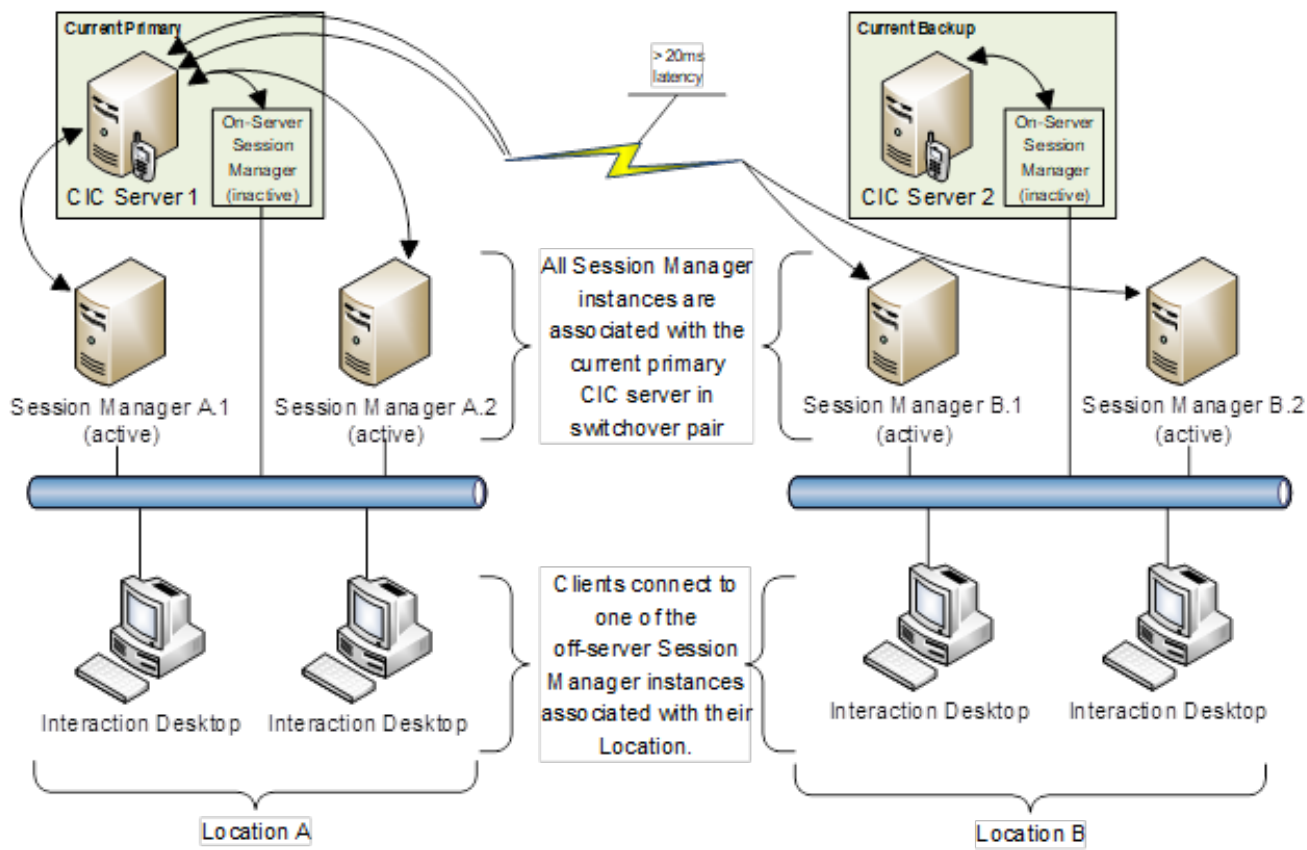 Current Primary
CIC Server 1
On-Server
Session
Manager
(inactive)
> 20ms
latency
Current Backup
CIC Server 2
On-Server
Session
Manager
(inactive)
Session Manager A.1
(active)
Session Manager A.2
(active)
All Session Manager
instances are
associated with the
current primary
CIC server in
switchover pair
Session Manager B.1
(active)
Session Manager B.2
(active)
Interaction Desktop
Interaction Desktop
Clients connect to
one of the
off-server Session
Manager instances
associated with their
Location.
Interaction Desktop
Interaction Desktop
Location A
Location B